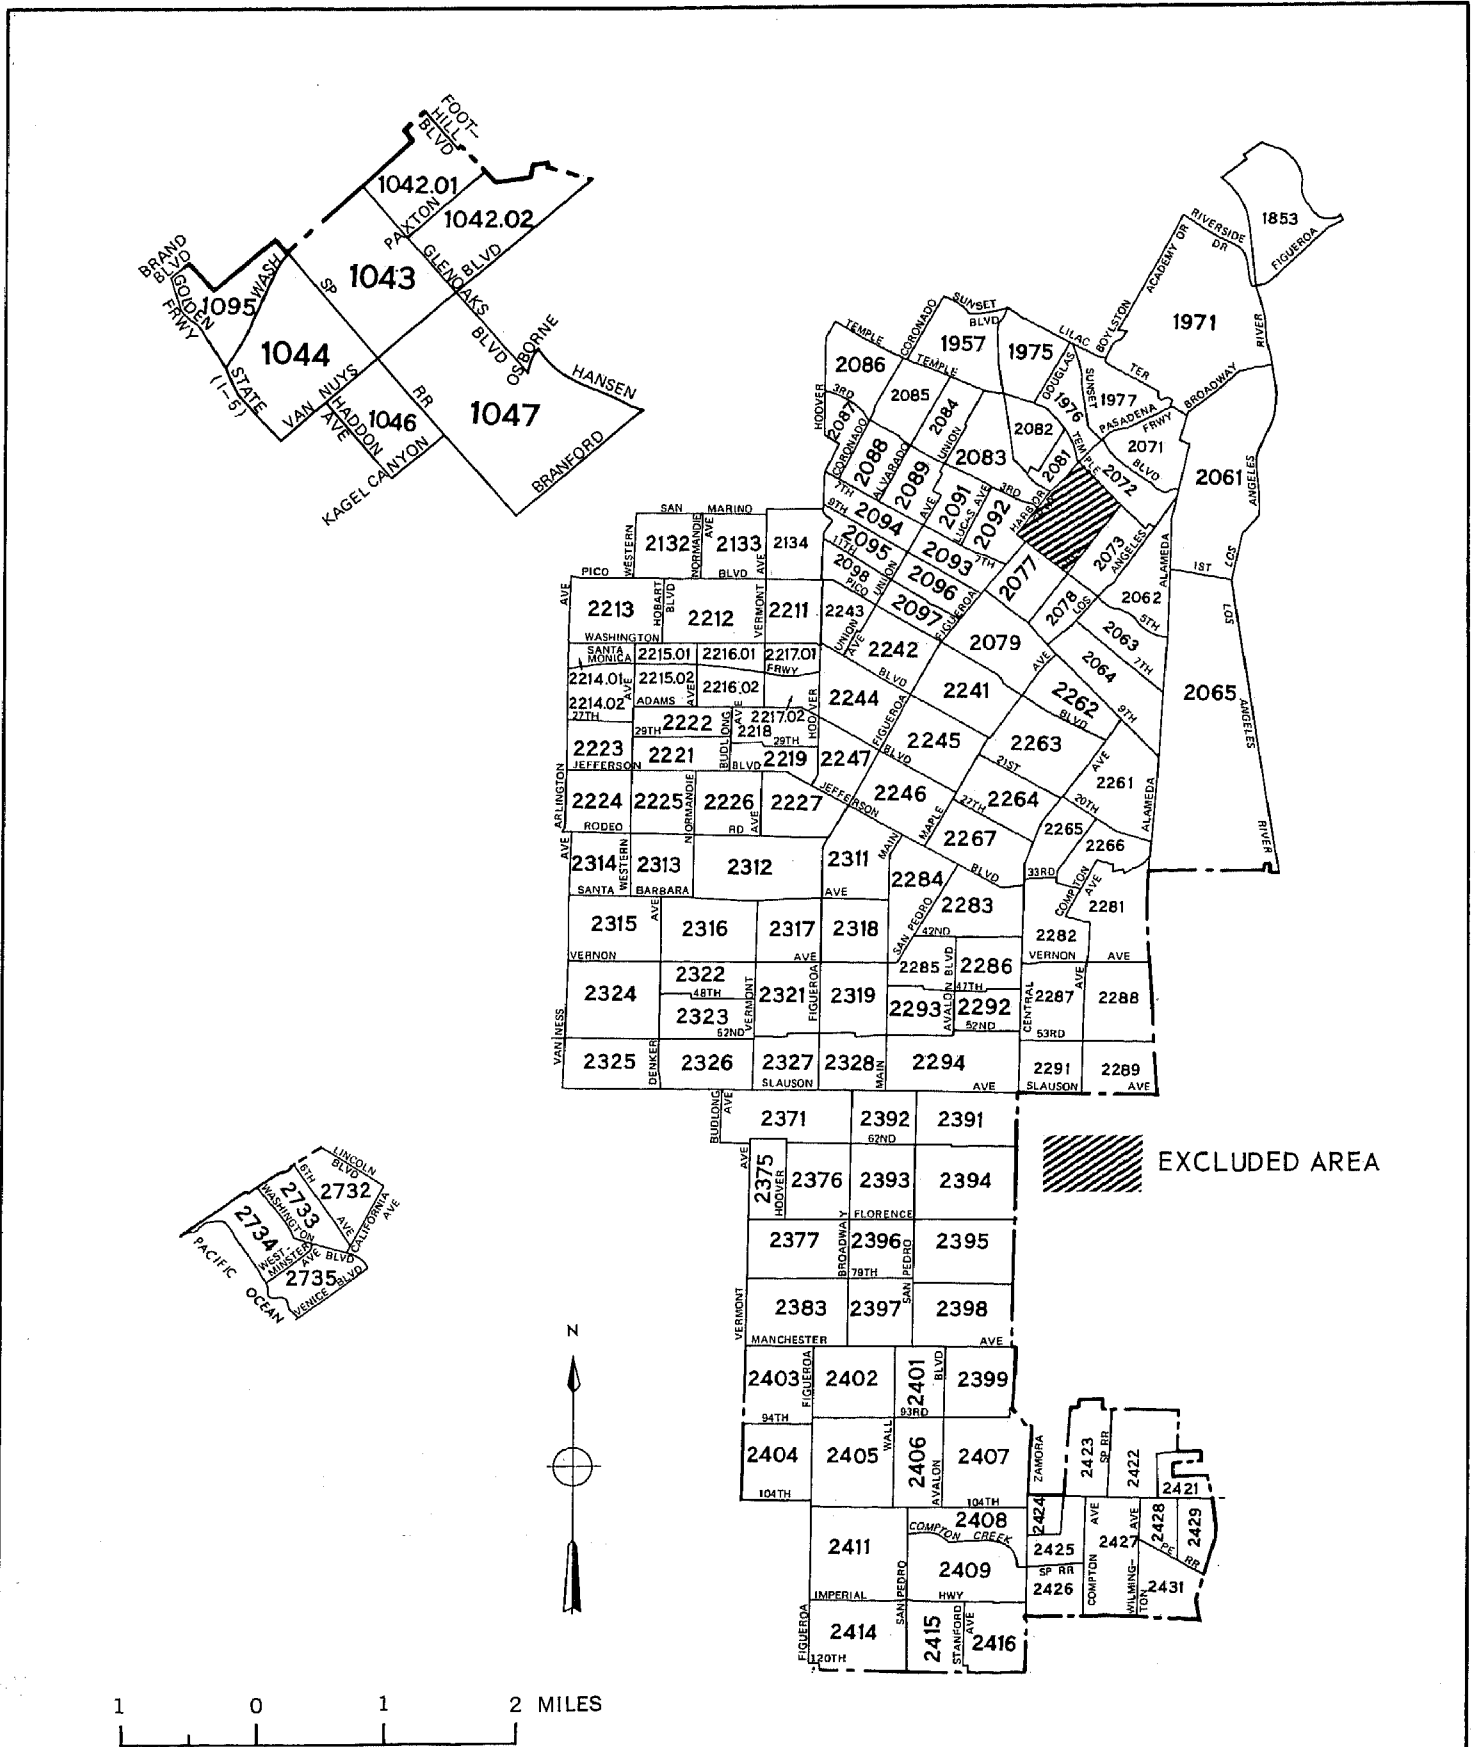 FOOT-
HILL
BLVD
1042.01
PAXTON
1042.02
BRAND
BLVD
GOLDEN
FRWY
1095
WASH
SP
1043
GLENOAKS
BLVD
BLVD
1044
STATE
(I-5)
VAN NUYS
HADDON
AVE
1046
RR
OSBORNE
HANSEN
1047
KAGEL CANYON
BRANFORD
1853
FIGUEROA
RIVERSIDE
DR
ACADEMY DR
BOYLSTON
1971
RIVER
SUNSET
BLVD
CORONADO
TEMPLE
1957
LILAC
TER
1975
DOUGLAS
2086
TEMPLE
3RD
HOOVER
2087
2085
2084
UNION
SUNSET
1977
1976
PASADENA
FRWY
BROADWAY
2082
2071
BLVD
TEMPLE
2081
2083
CORONADO
2088
ALVARADO
2089
AVE
2072
2061
ANGELES
7TH
9TH
2094
2091
LUCAS AVE
3RD
2092
HARBOR
FRWY
2073
ANGELES
11TH
2095
2093
7TH
2077
ALAMEDA
1ST
LOS
2098
PICO
UNION
2096
2097
FIGUEROA
2078
LOS
2062
5TH
LOS
SAN
MARINO
WESTERN
2132
NORMANDIE
AVE
2133
BLVD
AVE
2134
PICO
AVE
2213
HOBART
BLVD
2212
VERMONT
2211
2243
UNION
AVE
2242
BLVD
2079
AVE
2063
7TH
2064
9TH
2065
ANGELES
WASHINGTON
SANTA
MONICA
2215.01
2216.01
2217.01
FRWY
2214.01
AVE
2215.02
AVE
2216.02
2214.02
27TH
ADAMS
2244
HOOVER
2241
2262
BLVD
2222
29TH
BUDLONG
AVE
2217.02
2218
29TH
2223
JEFFERSON
2221
BLVD
2219
2247
FIGUEROA
BLVD
2245
2263
21ST
AVE
2261
ALAMEDA
ARLINGTON
2224
RODEO
2225
NORMANDIE
2226
RD
AVE
2227
JEFFERSON
2246
MAPLE
27TH
2264
20TH
2265
2266
RIVER
AVE
2314
SANTA
WESTERN
2313
BARBARA
2312
2311
AVE
MAIN
2267
BLVD
33RD
2284
COMPTON
AVE
2281
2315
AVE
2316
2317
2318
SAN PEDRO
2283
42ND
2282
VERNON
AVE
VERNON
AVE
2285
BLVD
2286
47TH
2324
2322
48TH
2323
52ND
VERMONT
2321
FIGUEROA
2319
2293
AVALON
2292
52ND
CENTRAL
2287
AVE
2288
53RD
VAN NESS
2325
DENKER
2326
2327
SLAUSON
2328
MAIN
2294
AVE
2291
SLAUSON
2289
AVE
BUDLONG
AVE
2371
2392
62ND
2391
EXCLUDED AREA
AVE
2375
HOOVER
2376
2393
2394
FLORENCE
2377
BROADWAY
2396
79TH
PEDRO
SAN
2395
VERMONT
2383
2397
2398
MANCHESTER
AVE
2403
FIGUEROA
2402
2401
BLVD
2399
93RD
94TH
2404
104TH
2405
WALL
2406
AVALON
2407
104TH
ZAMORA
2423
SP RR
2422
2421
2411
COMPTON
CREEK
2408
2409
2424
2425
SP RR
2426
AVE
COMPTON
2427
AVE
WILMING-
TON
2428
PE
RR
2429
2431
IMPERIAL
HWY
SAN PEDRO
FIGUEROA
2414
120TH
2415
STANFORD
AVE
2416
LINCOLN
BLVD
6TH
AVE
2732
CALIFORNIA
AVE
2733
WASHINGTON
BLVD
2734
WEST-
MINSTER
AVE
2735
VENICE BLVD
PACIFIC
OCEAN
N
1 0 1 2 MILES